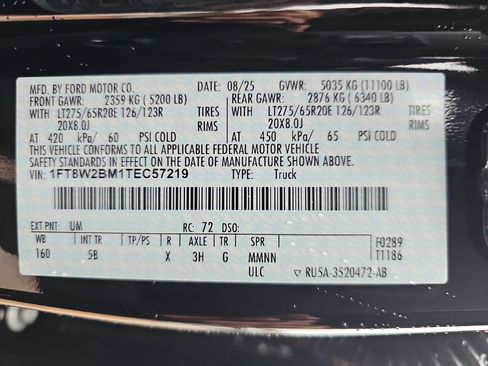 MFD. BY FORD MOTOR CO. DATE: 08/25 GVWR: 5035 KG (11100 LB)
FRONT GAWR: 2359 KG ( 5200 LB) REAR GAWR: 2876 KG ( 6340 LB)
WITH LT275/65R20E 126/123R TIRES WITH LT275/65R20E 126/123R TIRES
20X8.0J RIMS 20X8.0J RIMS
AT 420 kPa/ 60 PSI COLD AT 450 kPa/ 65 PSI COLD
THIS VEHICLE CONFORMS TO ALL APPLICABLE FEDERAL MOTOR VEHICLE
SAFETY STANDARDS IN EFFECT ON THE DATE OF MANUFACTURE SHOWN ABOVE.
VIN: 1FT8W2BM1TEC57219 TYPE: Truck
EXT PNT: UM RC: 72 DSO:
WB INT TR TP/PS R AXLE TR SPR F0289
160 5B X 3H G MMNN T1186
ULC ▽ RU5A-3520472-AB